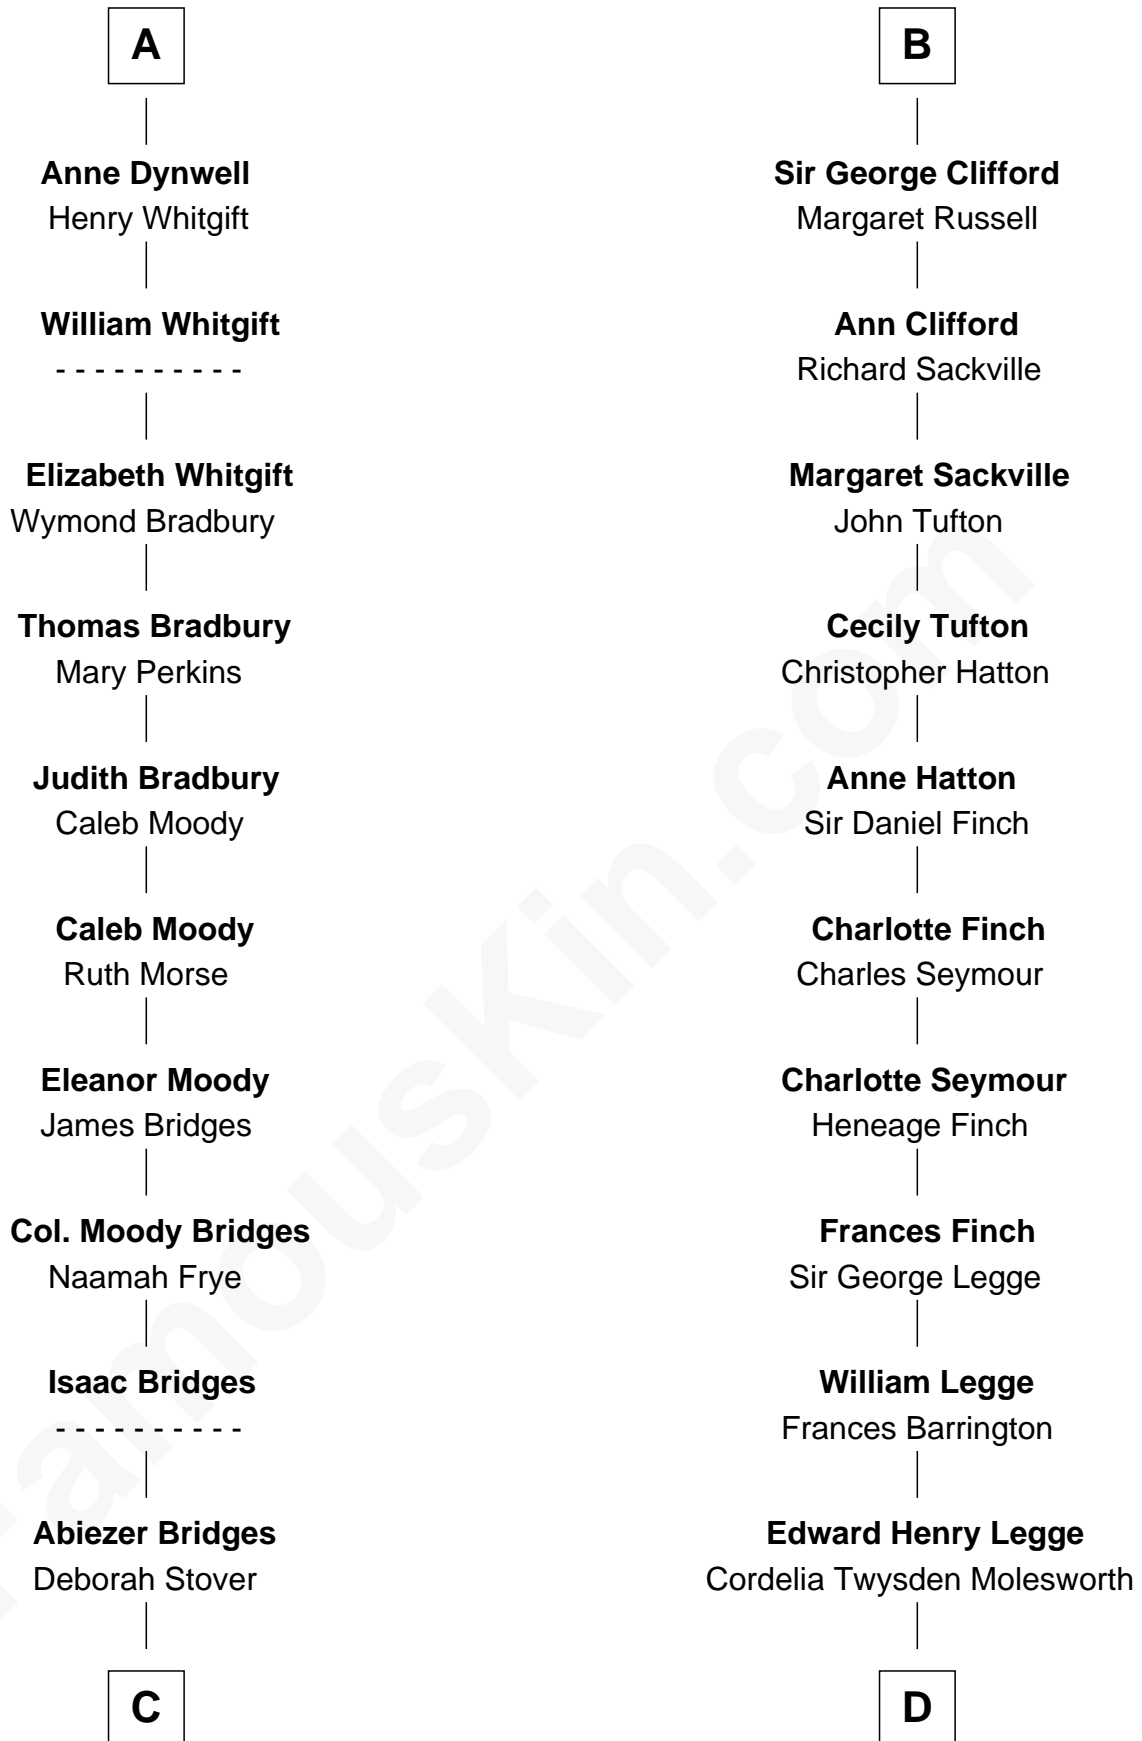 A
Anne Dynwell
Henry Whitgift
William Whitgift
- - - - - - - - - -
Elizabeth Whitgift
Wymond Bradbury
Thomas Bradbury
Mary Perkins
Judith Bradbury
Caleb Moody
Caleb Moody
Ruth Morse
Eleanor Moody
James Bridges
Col. Moody Bridges
Naamah Frye
Isaac Bridges
- - - - - - - - - -
Abiezer Bridges
Deborah Stover
C
B
Sir George Clifford
Margaret Russell
Ann Clifford
Richard Sackville
Margaret Sackville
John Tufton
Cecily Tufton
Christopher Hatton
Anne Hatton
Sir Daniel Finch
Charlotte Finch
Charles Seymour
Charlotte Seymour
Heneage Finch
Frances Finch
Sir George Legge
William Legge
Frances Barrington
Edward Henry Legge
Cordelia Twysden Molesworth
D
FamousKin.com